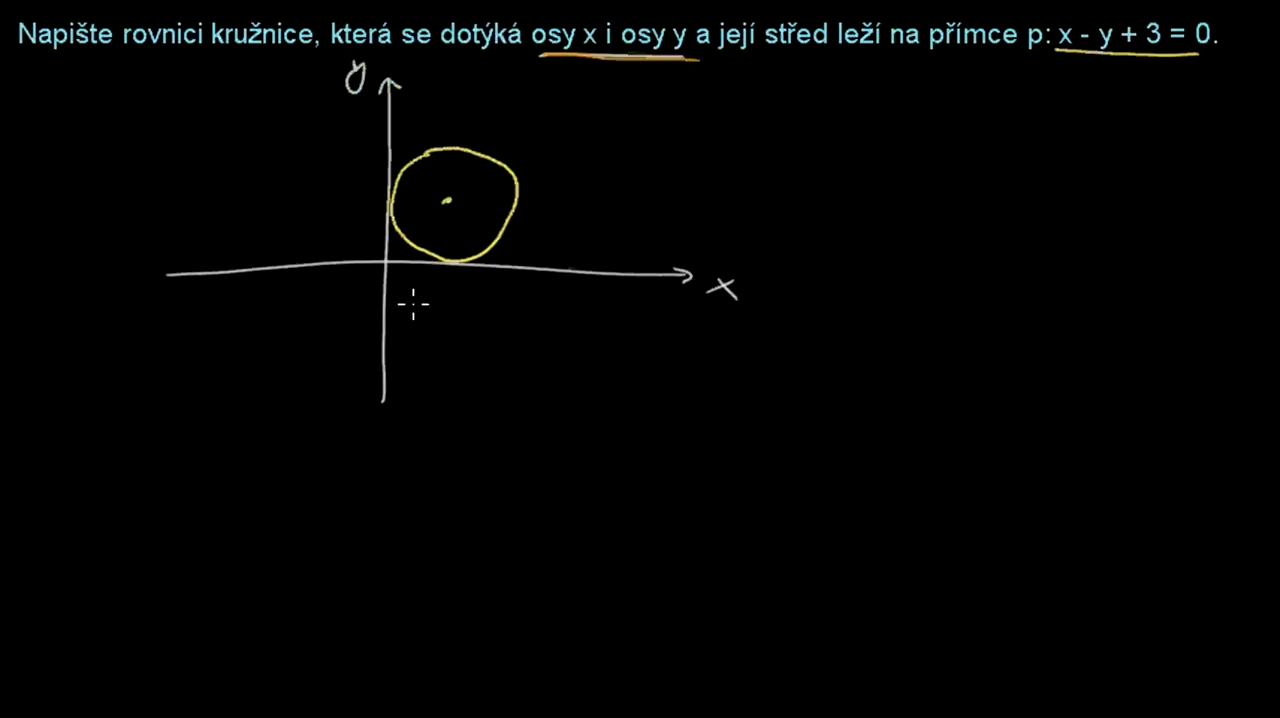 Napište rovnici kružnice, která se dotýká osy x i osy y a její střed leží na přímce p: x - y + 3 = 0.
y
x